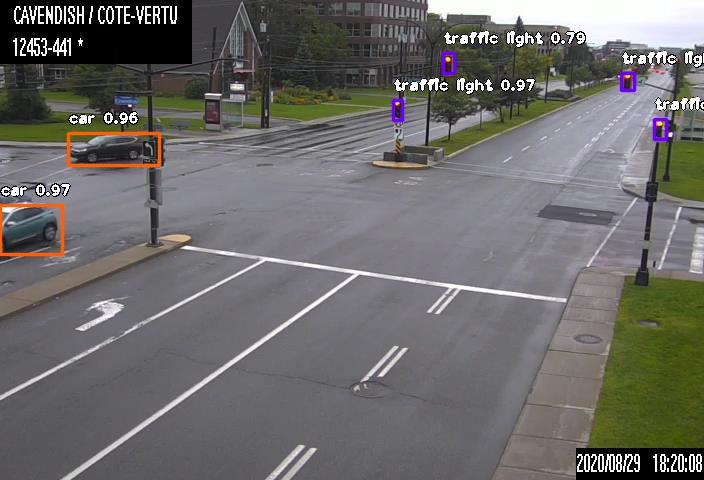 CAVENDISH / COTE-VERTU
12453-441 *
traffic light 0.79
traffic ligh
traffic light 0.97
traffic
car 0.96
car 0.97
2020/08/29 18:20:08